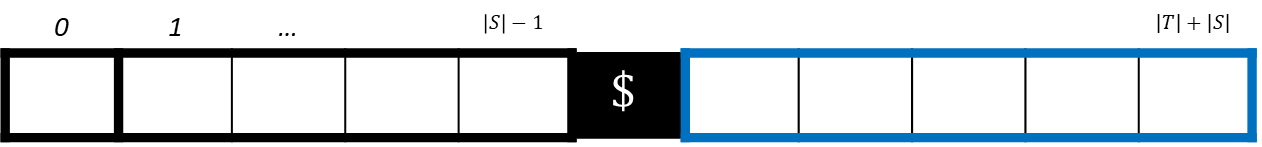 0 1 ... |S| − 1 |T| + |S|
$